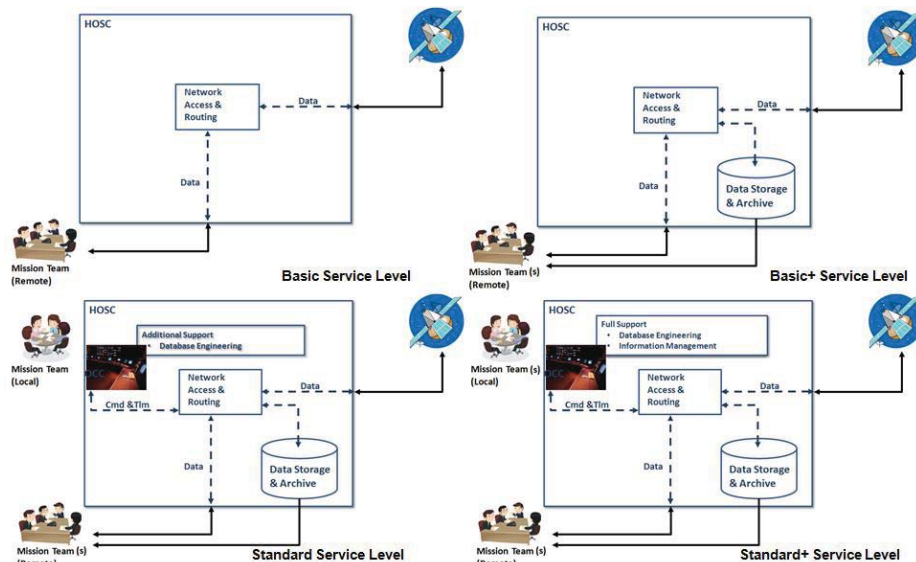 HOSC
Network
Access &
Routing
Data
Data
Mission Team
(Remote)
Basic Service Level
HOSC
Network
Access &
Routing
Data
Data
Data Storage
& Archive
Mission Team (s)
(Remote)
Basic+ Service Level
HOSC
Mission Team
(Local)
Additional Support
• Database Engineering
Cmd &Tlm
Network
Access &
Routing
Data
Data
Data Storage
& Archive
Mission Team (s)
(Remote)
Standard Service Level
HOSC
Mission Team (s)
(Local)
Full Support
• Database Engineering
• Information Management
Cmd &Tlm
Network
Access &
Routing
Data
Data
Data Storage
& Archive
Mission Team (s)
(Remote)
Standard+ Service Level